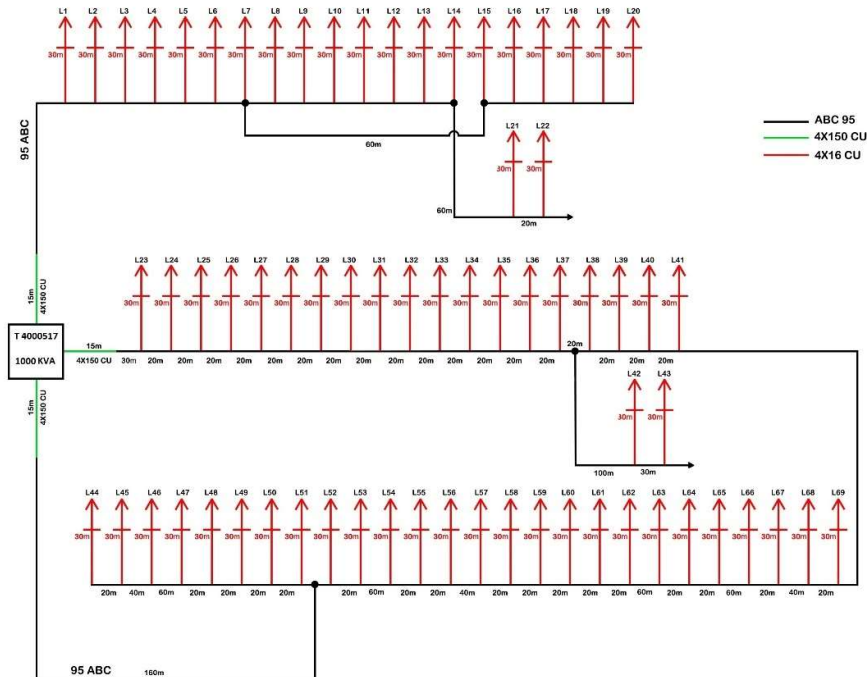 L1 L2 L3 L4 L5 L6 L7 L8 L9 L10 L11 L12 L13 L14 L15 L16 L17 L18 L19 L20
30m 30m 30m 30m 30m 30m 30m 30m 30m 30m 30m 30m 30m 30m 30m 30m 30m 30m 30m 30m
ABC 95
4X150 CU
4X16 CU
95 ABC
60m
L21 L22
30m 30m
60m
20m
15m
4X150 CU
L23 L24 L25 L26 L27 L28 L29 L30 L31 L32 L33 L34 L35 L36 L37 L38 L39 L40 L41
30m 30m 30m 30m 30m 30m 30m 30m 30m 30m 30m 30m 30m 30m 30m 30m 30m 30m 30m
T 4000517
1000 KVA
15m
20m
4X150 CU 30m 20m 20m 20m 20m 20m 20m 20m 20m 20m 20m 20m 20m 20m 20m 20m 20m 20m
L42 L43
30m 30m
15m
4X150 CU
100m 30m
L44 L45 L46 L47 L48 L49 L50 L51 L52 L53 L54 L55 L56 L57 L58 L59 L60 L61 L62 L63 L64 L65 L66 L67 L68 L69
30m 30m 30m 30m 30m 30m 30m 30m 30m 30m 30m 30m 30m 30m 30m 30m 30m 30m 30m 30m 30m 30m 30m 30m 30m 30m
20m 40m 60m 20m 20m 20m 20m 20m 60m 20m 20m 20m 20m 20m 20m 20m 20m 20m 20m 20m 60m 20m 40m 20m
95 ABC
160m